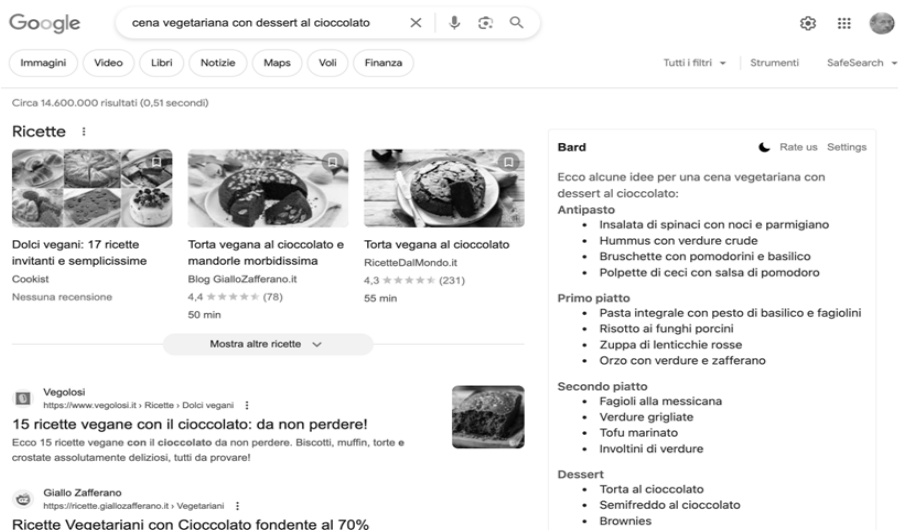 Google
cena vegetariana con dessert al cioccolato
Immagini
Video
Libri
Notizie
Maps
Voli
Finanza
Tutti i filtri
Strumenti
SafeSearch
Circa 14.600.000 risultati (0,51 secondi)
Ricette
Dolci vegani: 17 ricette
invitanti e semplicissime
Cookist
Nessuna recensione
Torta vegana al cioccolato e
mandorle morbidissima
Blog GialloZafferano.it
4,4 ★★★★★ (78)
50 min
Torta vegana al cioccolato
RicetteDalMondo.it
4,3 ★★★★★ (231)
55 min
Mostra altre ricette
Vegolosi
https://www.vegolosi.it › Ricette › Dolci vegani
15 ricette vegane con il cioccolato: da non perdere!
Ecco 15 ricette vegane con il cioccolato da non perdere. Biscotti, muffin, torte e
crostate assolutamente deliziosi, tutti da provare!
Giallo Zafferano
https://ricette.giallozafferano.it › Vegetariani
Ricette Vegetariani con Cioccolato fondente al 70%
Bard
Rate us
Settings
Ecco alcune idee per una cena vegetariana con
dessert al cioccolato:
Antipasto
• Insalata di spinaci con noci e parmigiano
• Hummus con verdure crude
• Bruschette con pomodorini e basilico
• Polpette di ceci con salsa di pomodoro
Primo piatto
• Pasta integrale con pesto di basilico e fagiolini
• Risotto ai funghi porcini
• Zuppa di lenticchie rosse
• Orzo con verdure e zafferano
Secondo piatto
• Fagioli alla messicana
• Verdure grigliate
• Tofu marinato
• Involtini di verdure
Dessert
• Torta al cioccolato
• Semifreddo al cioccolato
• Brownies